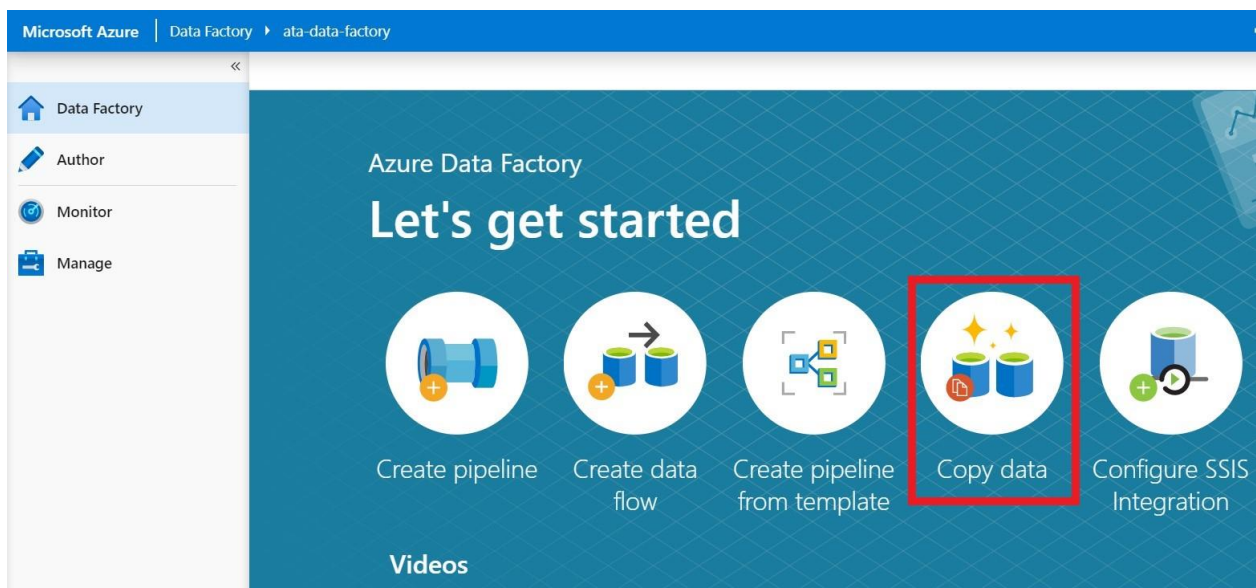 Microsoft Azure Data Factory ata-data-factory
«
Data Factory
Author
Monitor
Manage
Azure Data Factory
Let's get started
Create pipeline
Create data
flow
Create pipeline
from template
Copy data
Configure SSIS
Integration
Videos